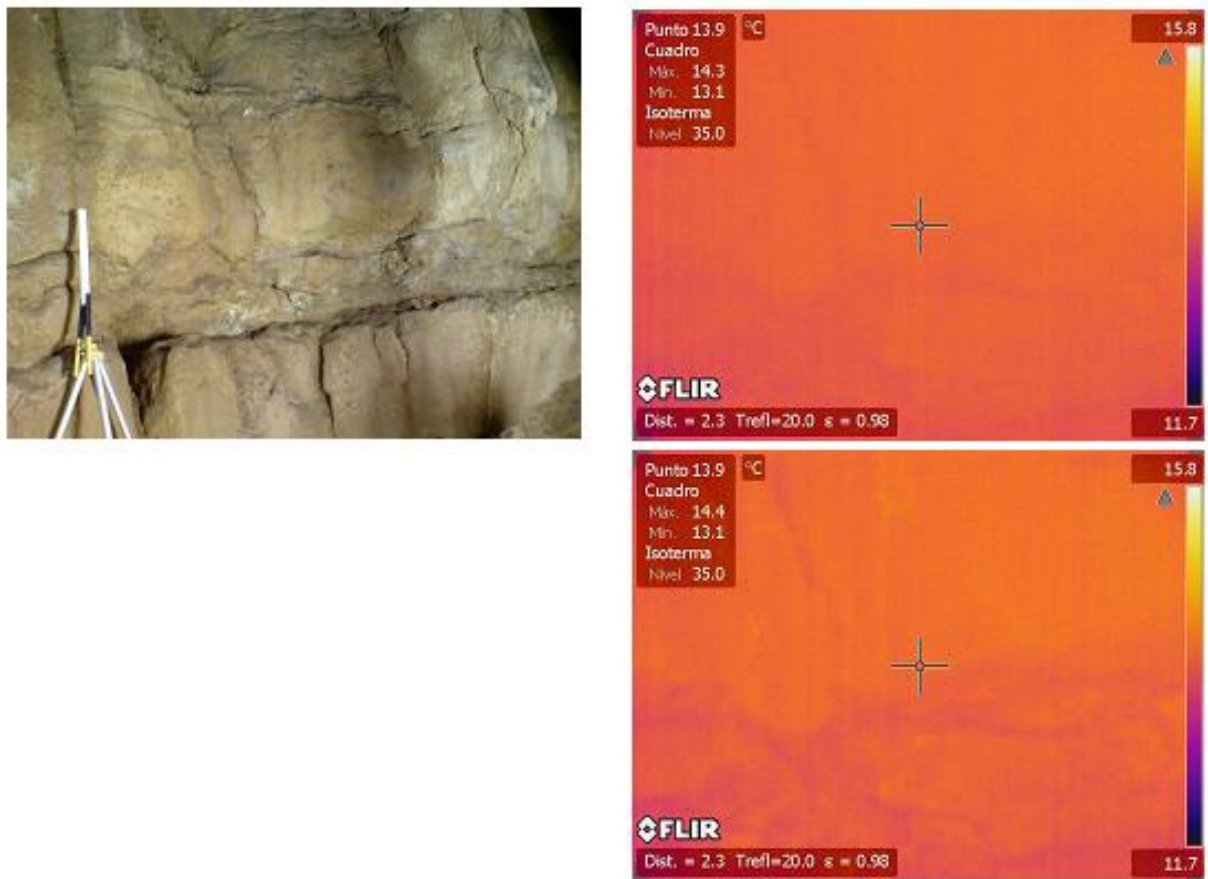 Punto 13.9 °C
15.8
Cuadro
Máx. 14.3
Min. 13.1
Isoterma
Nivel 35.0
FLIR
Dist. = 2.3 Trefl=20.0 ε = 0.98
11.7
Punto 13.9 °C
15.8
Cuadro
Máx. 14.4
Min. 13.1
Isoterma
Nivel 35.0
FLIR
Dist. = 2.3 Trefl=20.0 ε = 0.98
11.7